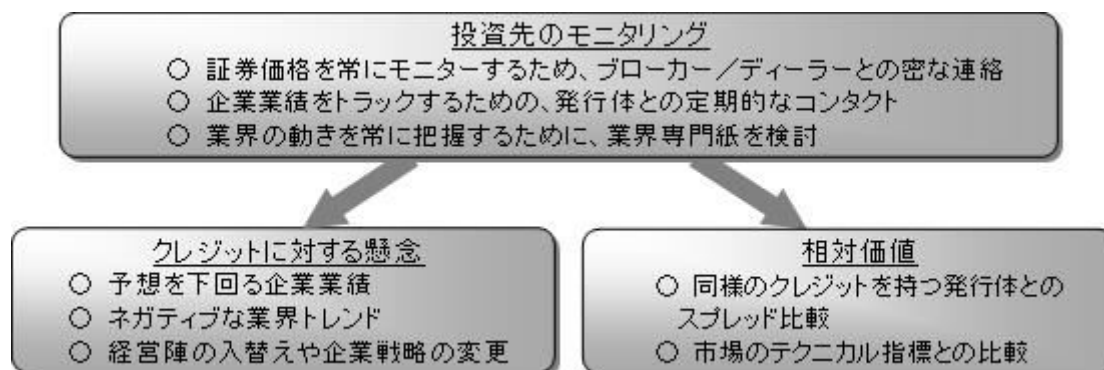 投資先のモニタリング
○ 証券価格を常にモニターするため、ブローカー／ディーラーとの密な連絡
○ 企業業績をトラックするための、発行体との定期的なコンタクト
○ 業界の動きを常に把握するために、業界専門紙を検討
クレジットに対する懸念
○ 予想を下回る企業業績
○ ネガティブな業界トレンド
○ 経営陣の入替えや企業戦略の変更
相対価値
○ 同様のクレジットを持つ発行体との
スプレッド比較
○ 市場のテクニカル指標との比較